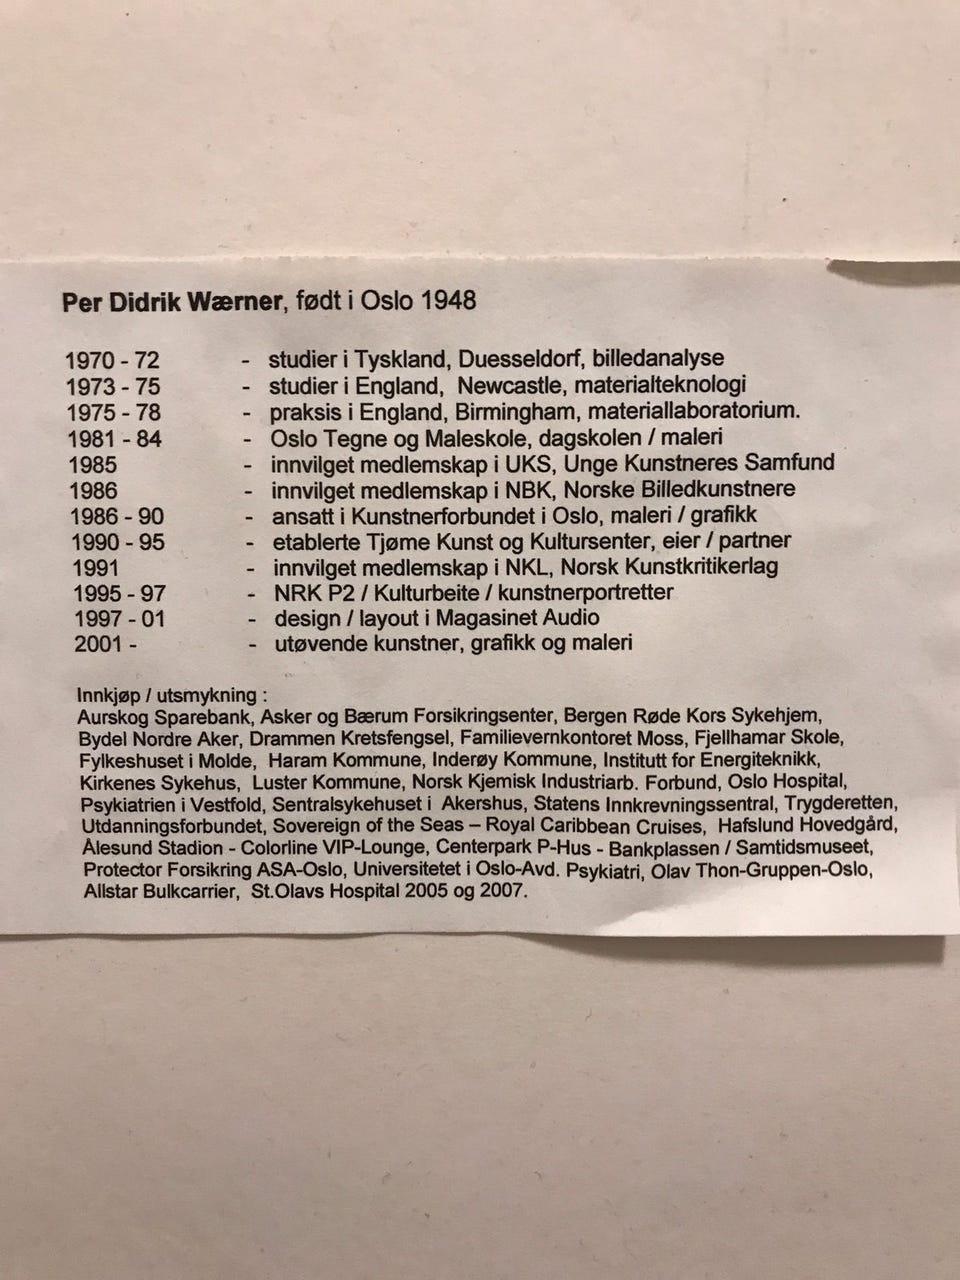 Per Didrik Wærner, født i Oslo 1948
1970 - 72 - studier i Tyskland, Duesseldorf, billedanalyse
1973 - 75 - studier i England, Newcastle, materialteknologi
1975 - 78 - praksis i England, Birmingham, materiallaboratorium.
1981 - 84 - Oslo Tegne og Maleskole, dagskolen / maleri
1985 - innvilget medlemskap i UKS, Unge Kunstneres Samfund
1986 - innvilget medlemskap i NBK, Norske Billedkunstnere
1986 - 90 - ansatt i Kunstnerforbundet i Oslo, maleri / grafikk
1990 - 95 - etablerte Tjøme Kunst og Kultursenter, eier / partner
1991 - innvilget medlemskap i NKL, Norsk Kunstkritikerlag
1995 - 97 - NRK P2 / Kulturbeite / kunstnerportretter
1997 - 01 - design / layout i Magasinet Audio
2001 - - utøvende kunstner, grafikk og maleri
Innkjøp / utsmykning :
Aurskog Sparebank, Asker og Bærum Forsikringsenter, Bergen Røde Kors Sykehjem,
Bydel Nordre Aker, Drammen Kretsfengsel, Familievernkontoret Moss, Fjellhamar Skole,
Fylkeshuset i Molde, Haram Kommune, Inderøy Kommune, Institutt for Energiteknikk,
Kirkenes Sykehus, Luster Kommune, Norsk Kjemisk Industriarb. Forbund, Oslo Hospital,
Psykiatrien i Vestfold, Sentralsykehuset i Akershus, Statens Innkrevningssentral, Trygderetten,
Utdanningsforbundet, Sovereign of the Seas – Royal Caribbean Cruises, Hafslund Hovedgård,
Ålesund Stadion - Colorline VIP-Lounge, Centerpark P-Hus - Bankplassen / Samtidsmuseet,
Protector Forsikring ASA-Oslo, Universitetet i Oslo-Avd. Psykiatri, Olav Thon-Gruppen-Oslo,
Allstar Bulkcarrier, St.Olavs Hospital 2005 og 2007.